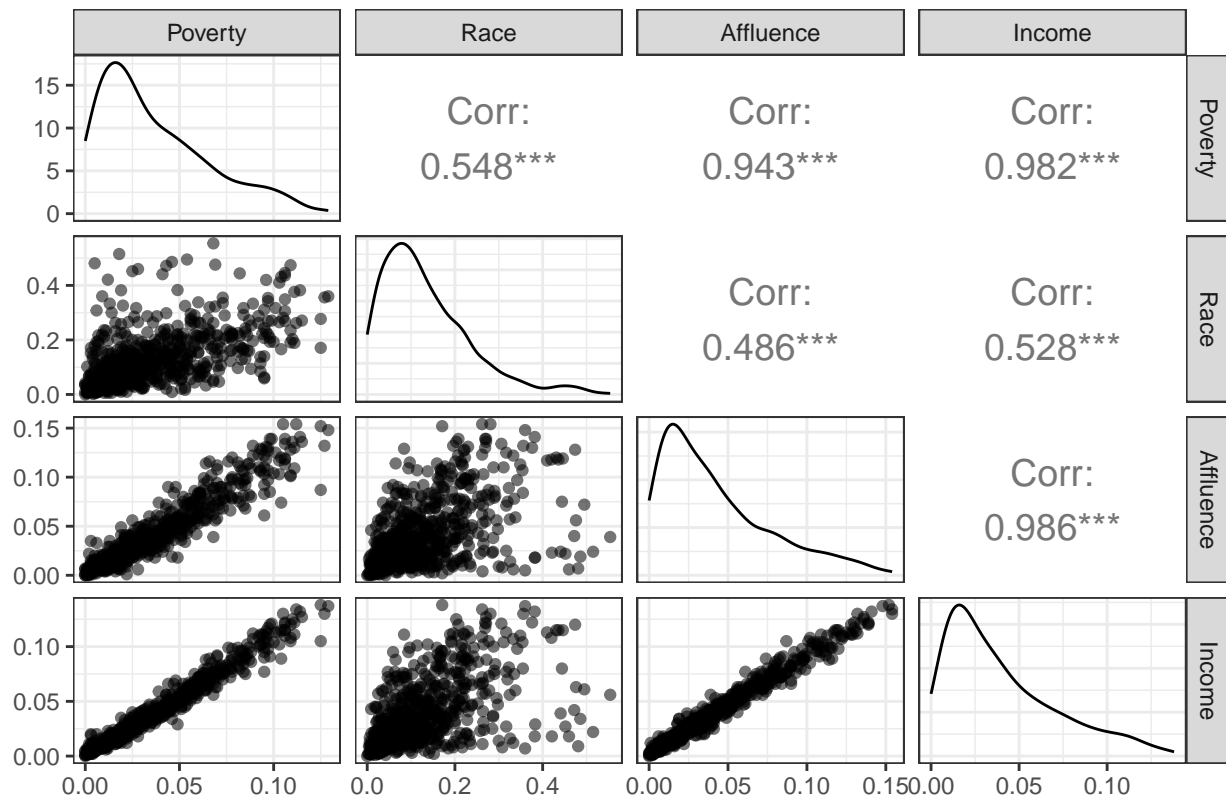 Poverty Race Affluence Income
15
10
5
0
Corr:
0.548***
Corr:
0.943***
Corr:
0.982***
Poverty
0.4
0.2
0.0
Corr:
0.486***
Corr:
0.528***
Race
0.15
0.10
0.05
0.00
Corr:
0.986***
Affluence
0.10
0.05
0.00
Income
0.00 0.05 0.10 0.0 0.2 0.4 0.00 0.05 0.10 0.15 0.00 0.05 0.10